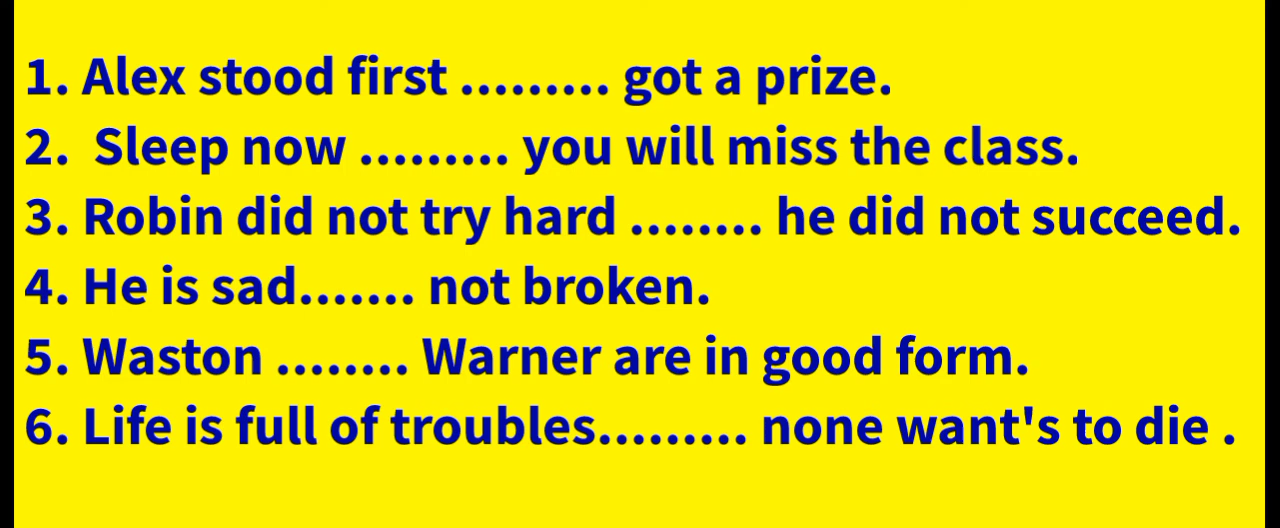 1. Alex stood first ......... got a prize.
2. Sleep now ......... you will miss the class.
3. Robin did not try hard ........ he did not succeed.
4. He is sad....... not broken.
5. Waston ........ Warner are in good form.
6. Life is full of troubles......... none want's to die .